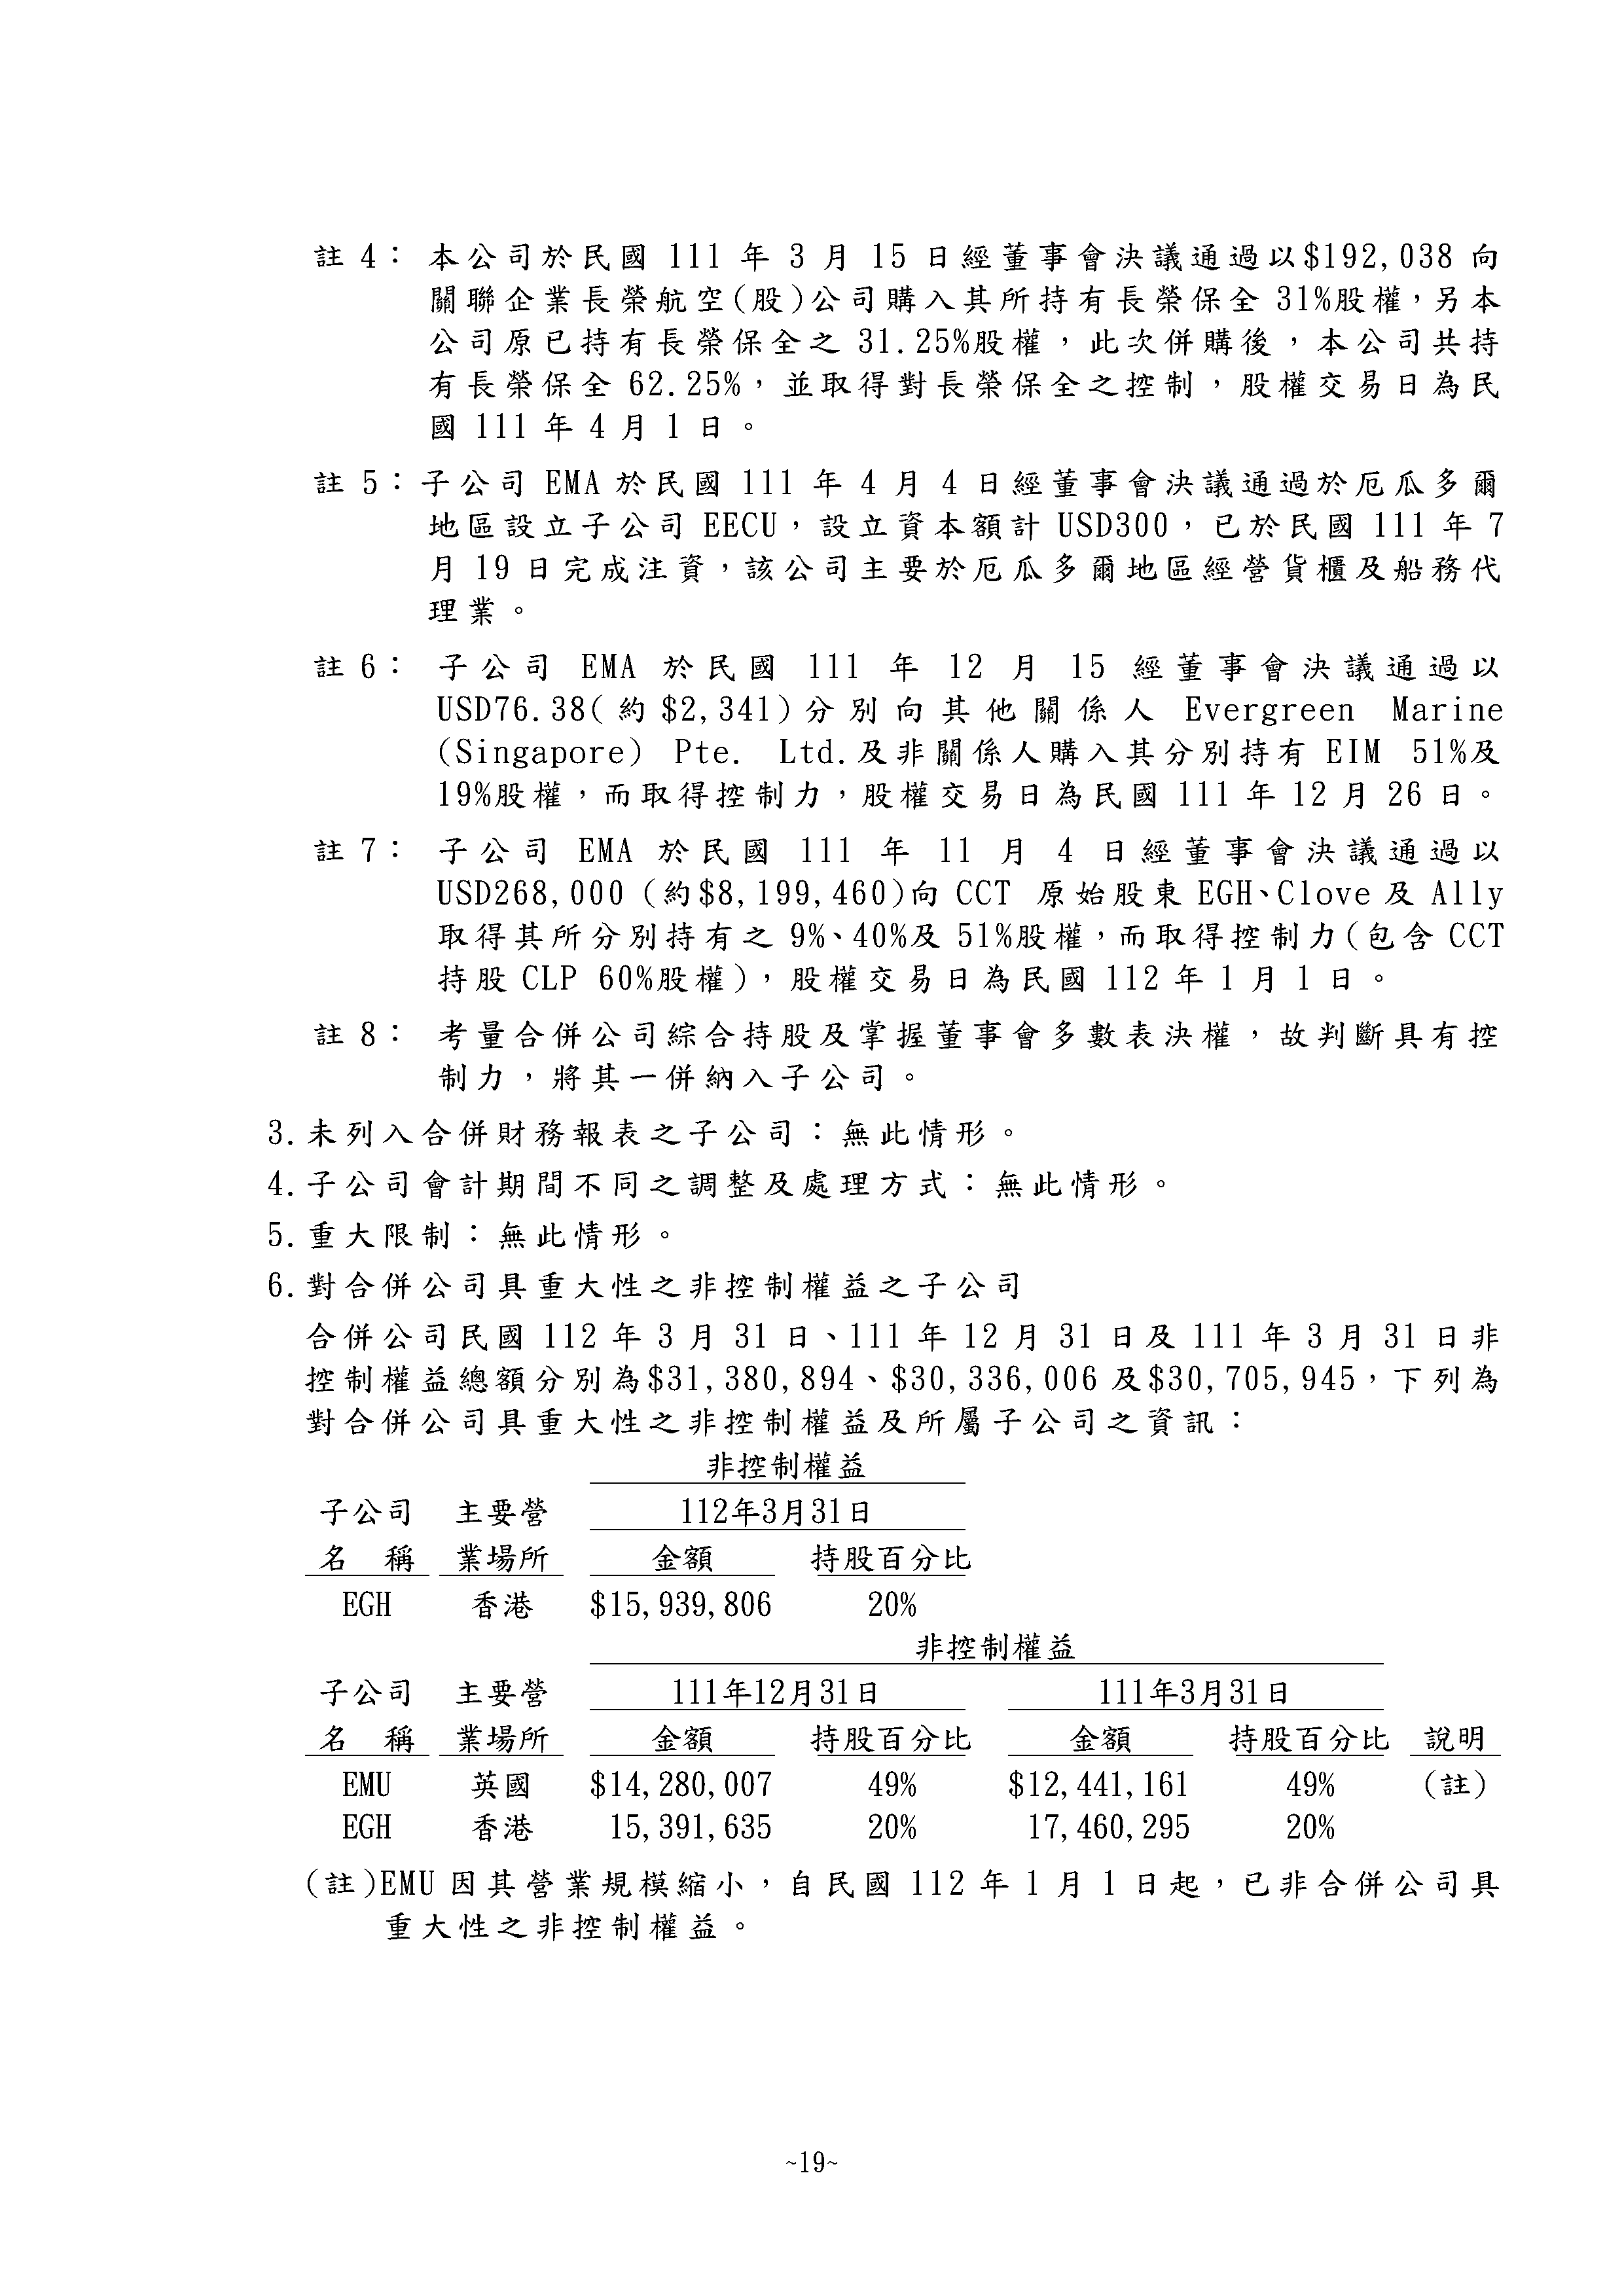 註 4： 本公司於民國 111 年 3 月 15 日經董事會決議通過以$192,038 向
關聯企業長榮航空(股)公司購入其所持有長榮保全 31%股權，另本
公司原已持有長榮保全之 31.25%股權，此次併購後，本公司共持
有長榮保全 62.25%，並取得對長榮保全之控制，股權交易日為民
國 111 年 4 月 1 日。
註 5：子公司 EMA 於民國 111 年 4 月 4 日經董事會決議通過於厄瓜多爾
地區設立子公司 EECU，設立資本額計 USD300，已於民國 111 年 7
月 19 日完成注資，該公司主要於厄瓜多爾地區經營貨櫃及船務代
理業。
註 6： 子公司 EMA 於民國 111 年 12 月 15 經董事會決議通過以
USD76.38(約$2,341)分別向其他關係人 Evergreen Marine
(Singapore) Pte. Ltd.及非關係人購入其分別持有 EIM 51%及
19%股權，而取得控制力，股權交易日為民國 111 年 12 月 26 日。
註 7： 子公司 EMA 於民國 111 年 11 月 4 日經董事會決議通過以
USD268,000 (約$8,199,460)向 CCT 原始股東 EGH、Clove 及 Ally
取得其所分別持有之 9%、40%及 51%股權，而取得控制力(包含 CCT
持股 CLP 60%股權)，股權交易日為民國 112 年 1 月 1 日。
註 8： 考量合併公司綜合持股及掌握董事會多數表決權，故判斷具有控
制力，將其一併納入子公司。
3.未列入合併財務報表之子公司：無此情形。
4.子公司會計期間不同之調整及處理方式：無此情形。
5.重大限制：無此情形。
6.對合併公司具重大性之非控制權益之子公司
合併公司民國 112 年 3 月 31 日、111 年 12 月 31 日及 111 年 3 月 31 日非
控制權益總額分別為$31,380,894、$30,336,006 及$30,705,945，下列為
對合併公司具重大性之非控制權益及所屬子公司之資訊：
非控制權益
子公司 主要營 112年3月31日
名 稱 業場所 金額 持股百分比
EGH 香港 $15,939,806 20%
非控制權益
子公司 主要營 111年12月31日 111年3月31日
名 稱 業場所 金額 持股百分比 金額 持股百分比 說明
EMU 英國 $14,280,007 49% $12,441,161 49% (註)
EGH 香港 15,391,635 20% 17,460,295 20%
(註)EMU 因其營業規模縮小，自民國 112 年 1 月 1 日起，已非合併公司具
重大性之非控制權益。
~19~